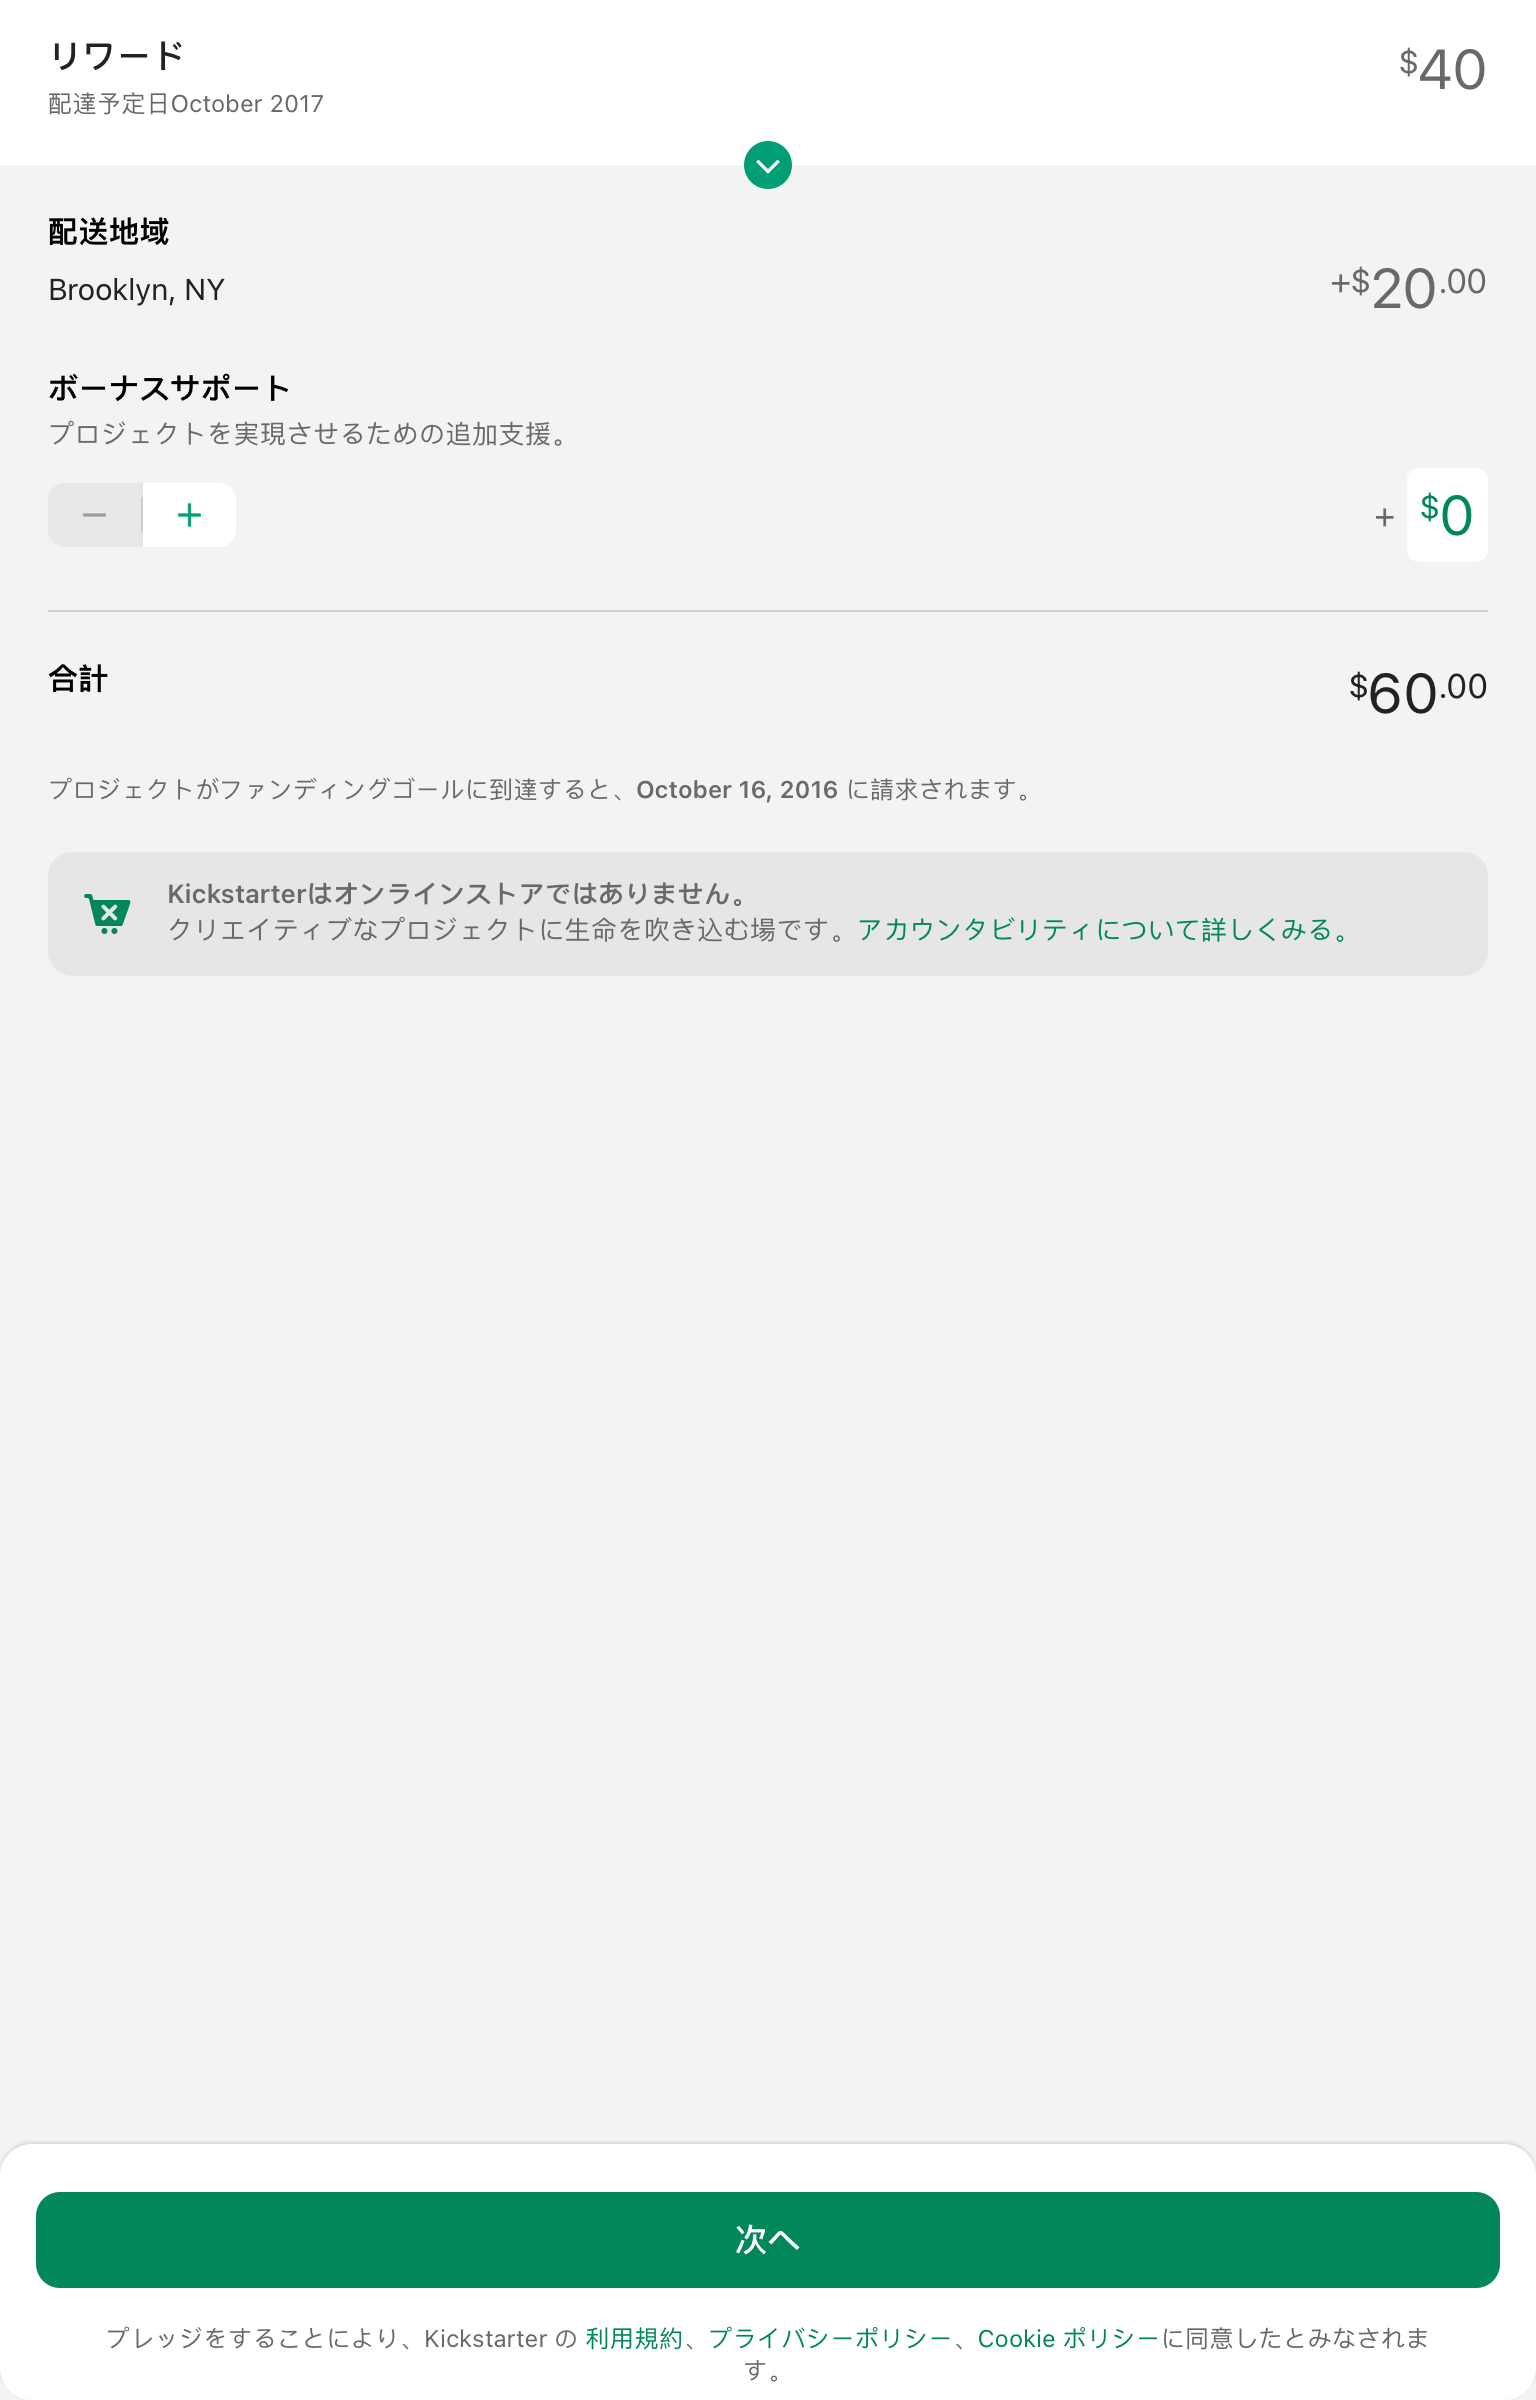 リワード
$40
配達予定日October 2017
配送地域
Brooklyn, NY
+$20.00
ボーナスサポート
プロジェクトを実現させるための追加支援。
+ $0
合計
$60.00
プロジェクトがファンディングゴールに到達すると、October 16, 2016 に請求されます。
Kickstarterはオンラインストアではありません。
クリエイティブなプロジェクトに生命を吹き込む場です。アカウンタビリティについて詳しくみる。
次へ
プレッジをすることにより、Kickstarter の 利用規約、プライバシーポリシー、Cookie ポリシーに同意したとみなされま
す。